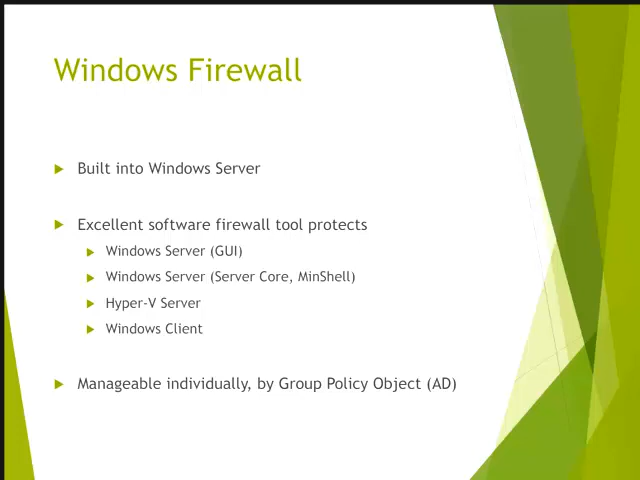 Windows Firewall
Built into Windows Server
Excellent software firewall tool protects
Windows Server (GUI)
Windows Server (Server Core, MinShell)
Hyper-V Server
Windows Client
Manageable individually, by Group Policy Object (AD)